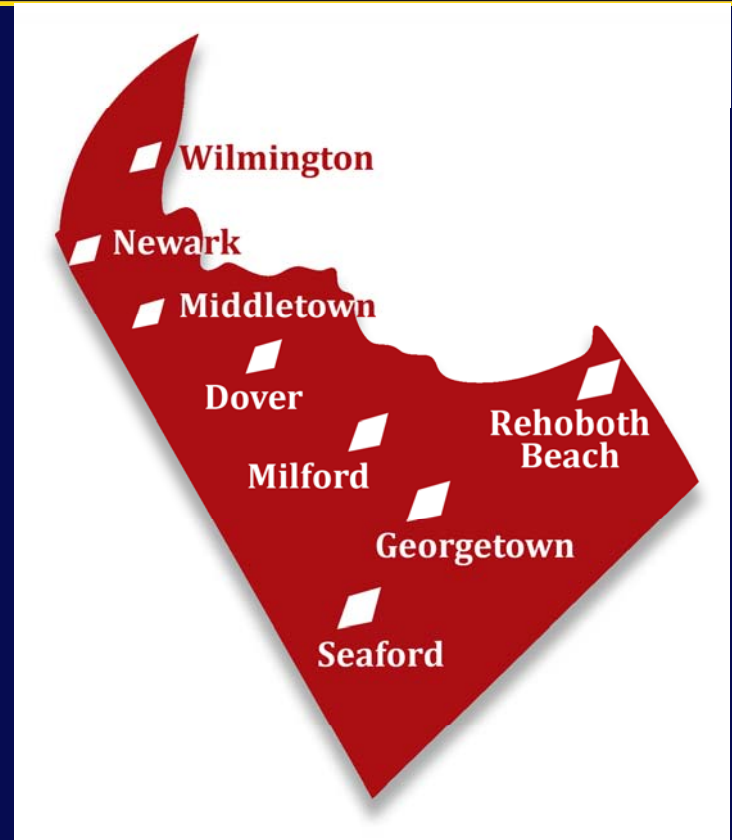 Wilmington
Newark
Middletown
Dover
Rehoboth
Beach
Milford
Georgetown
Seaford